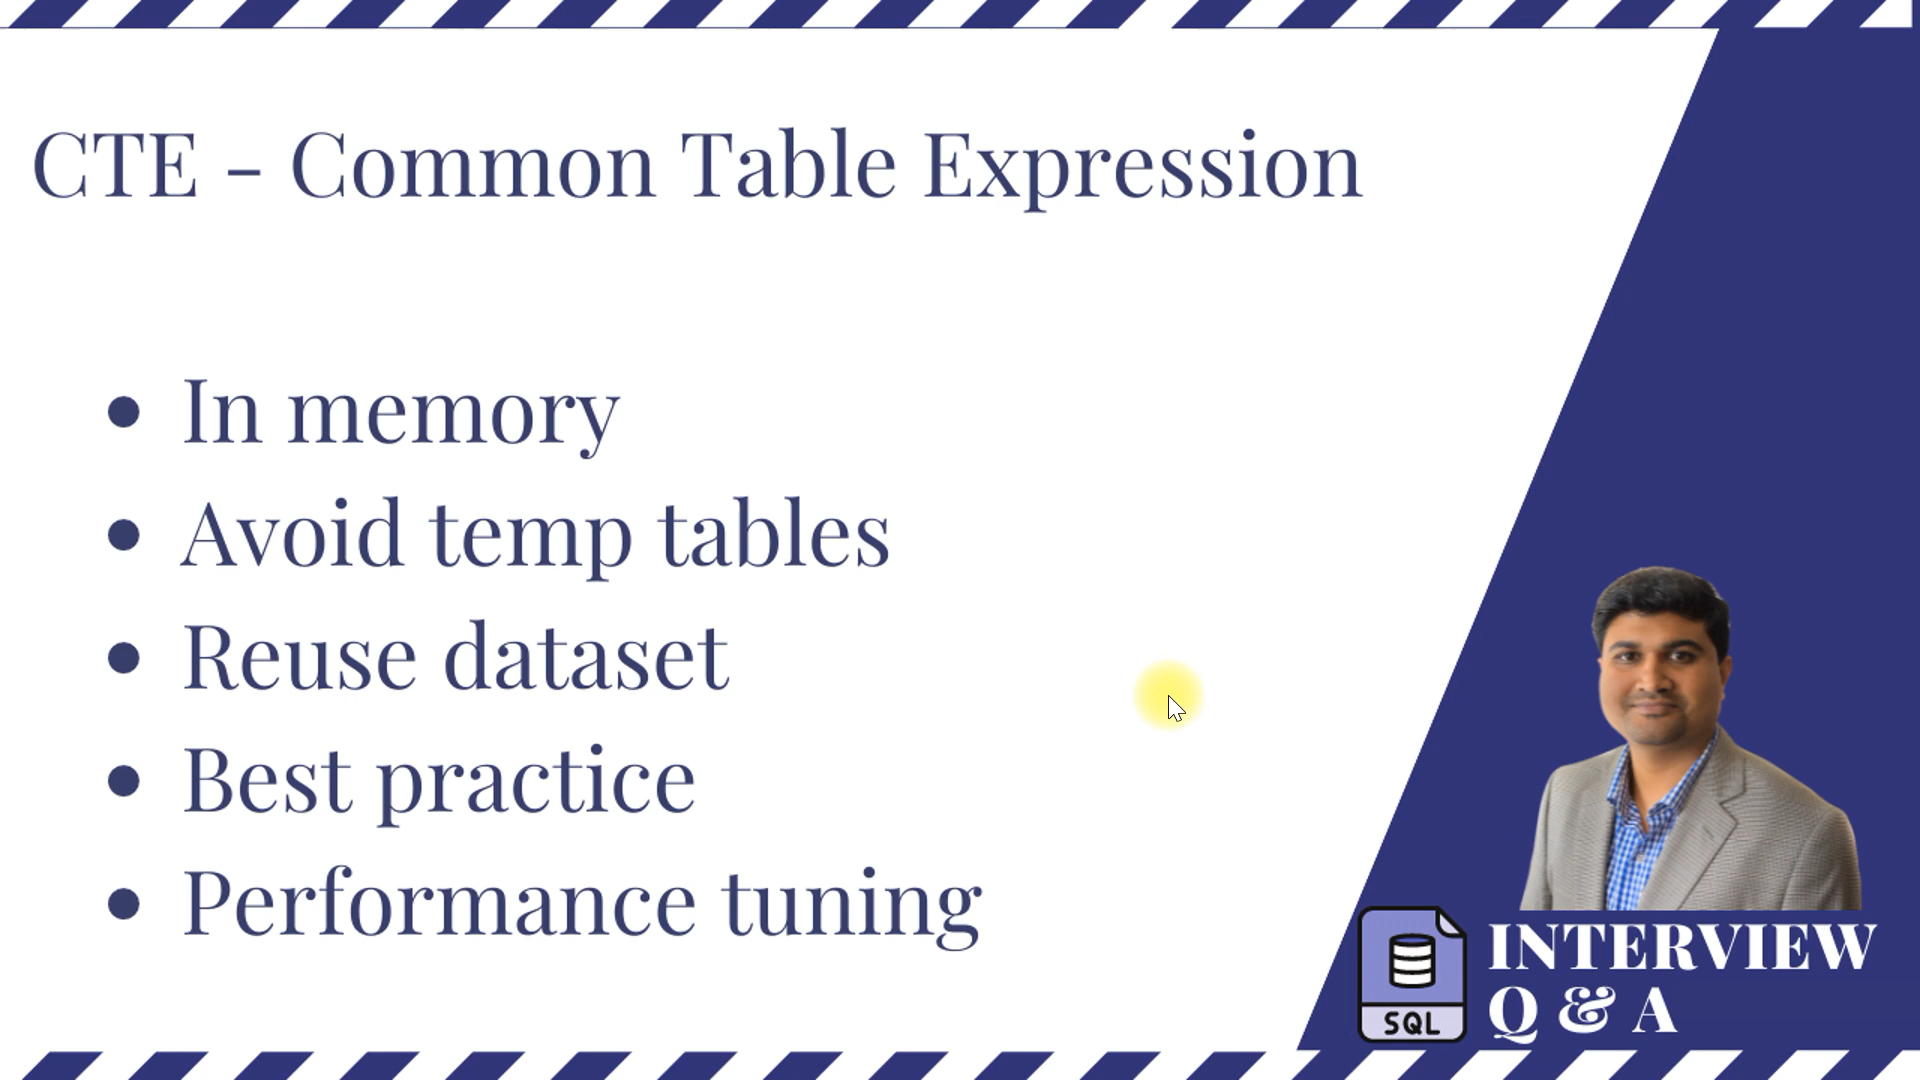 CTE - Common Table Expression
In memory
Avoid temp tables
Reuse dataset
Best practice
Performance tuning
SQL
INTERVIEW
Q & A